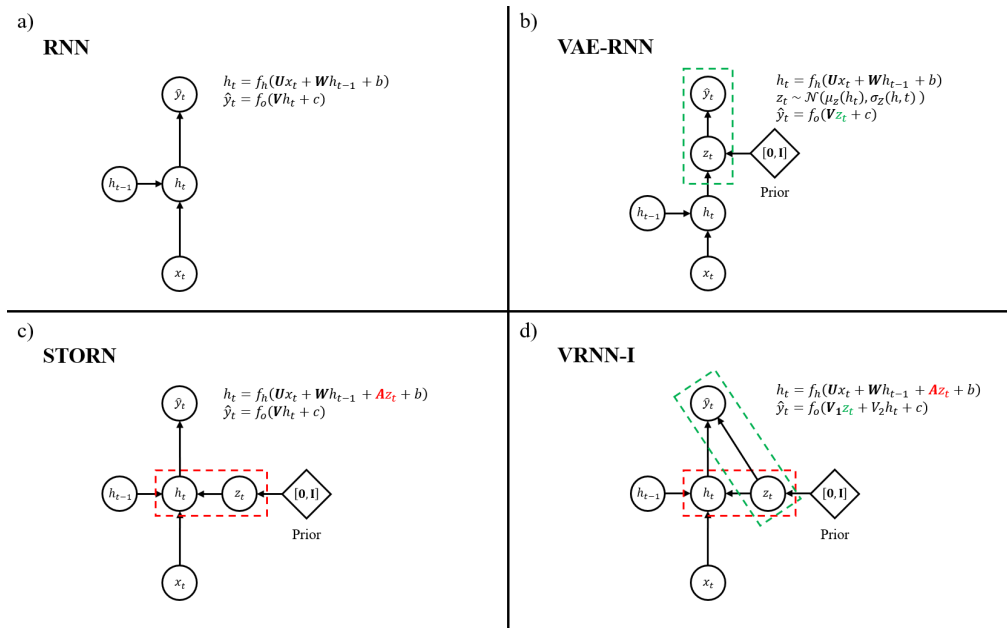 a)
RNN
h_t = f_h(Ux_t + Wh_{t-1} + b)
ŷ_t = f_o(Vh_t + c)
ŷ_t
h_{t-1}
h_t
x_t
b)
VAE-RNN
h_t = f_h(Ux_t + Wh_{t-1} + b)
z_t ~ 𝒩(μ_z(h_t), σ_z(h, t) )
ŷ_t = f_o(Vz_t + c)
ŷ_t
z_t
[0, I]
Prior
h_{t-1}
h_t
x_t
c)
STORN
h_t = f_h(Ux_t + Wh_{t-1} + Az_t + b)
ŷ_t = f_o(Vh_t + c)
ŷ_t
h_{t-1}
h_t
z_t
[0, I]
Prior
x_t
d)
VRNN-I
h_t = f_h(Ux_t + Wh_{t-1} + Az_t + b)
ŷ_t = f_o(V_1z_t + V_2h_t + c)
ŷ_t
h_{t-1}
h_t
z_t
[0, I]
Prior
x_t